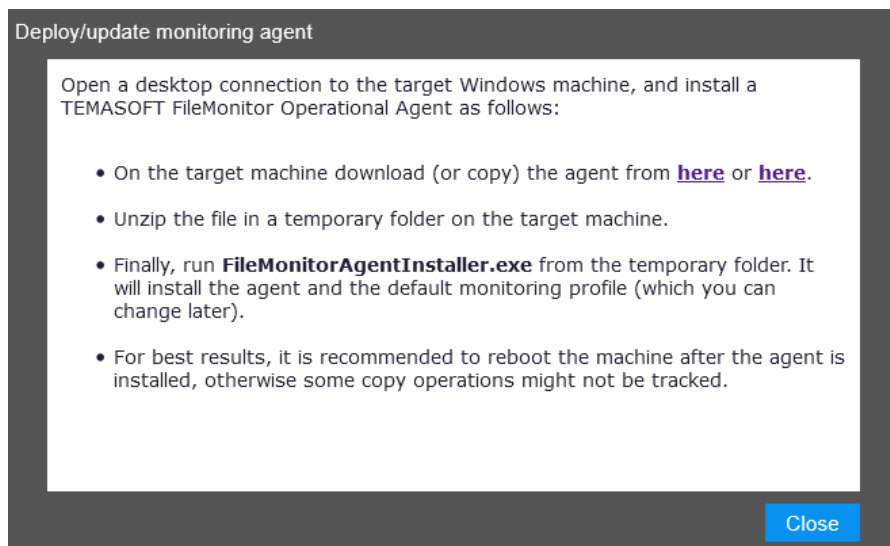 Deploy/update monitoring agent
Open a desktop connection to the target Windows machine, and install a
TEMASOFT FileMonitor Operational Agent as follows:
• On the target machine download (or copy) the agent from here or here.
• Unzip the file in a temporary folder on the target machine.
• Finally, run FileMonitorAgentInstaller.exe from the temporary folder. It
will install the agent and the default monitoring profile (which you can
change later).
• For best results, it is recommended to reboot the machine after the agent is
installed, otherwise some copy operations might not be tracked.
Close